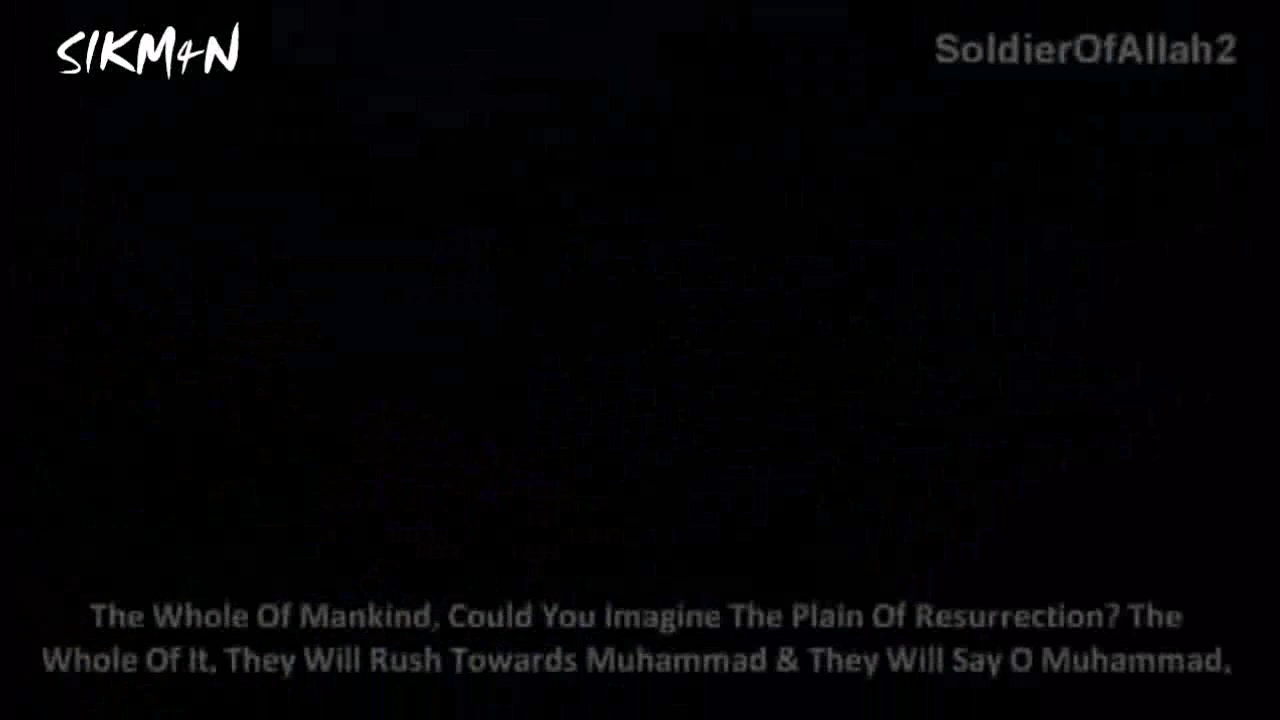 SIKM4N
SoldierOfAllah2
The Whole Of Mankind, Could You Imagine The Plain Of Resurrection? The
Whole Of It. They Will Rush Towards Muhammad & They Will Say O Muhammad.